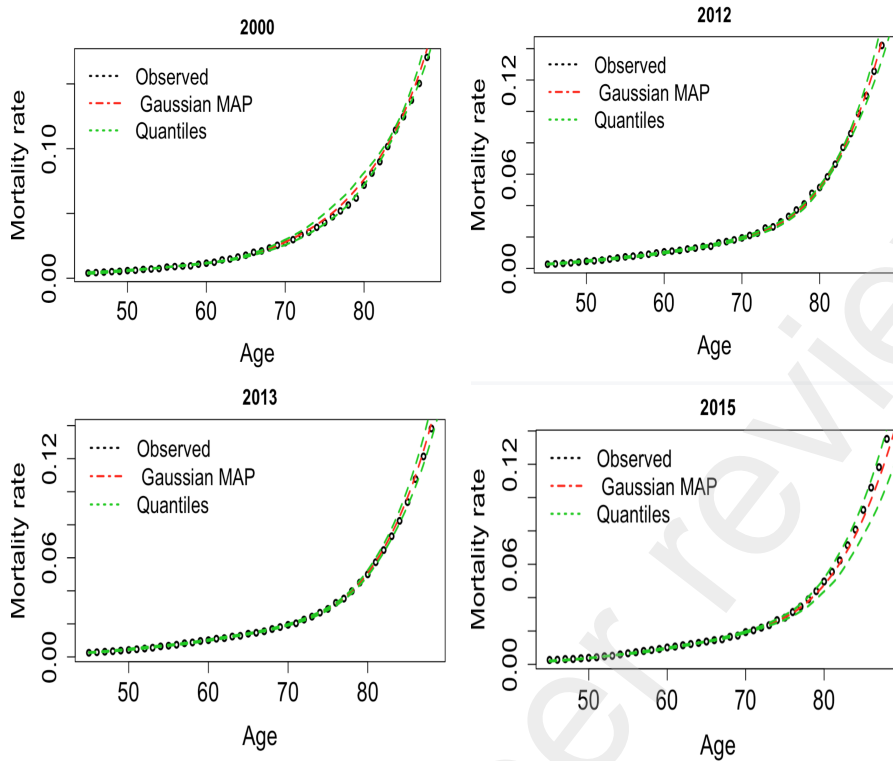 2000
Observed
Gaussian MAP
Quantiles
Mortality rate
0.00
0.10
50
60
70
80
Age
2012
Observed
Gaussian MAP
Quantiles
Mortality rate
0.00
0.06
0.12
50
60
70
80
Age
2013
Observed
Gaussian MAP
Quantiles
Mortality rate
0.00
0.06
0.12
50
60
70
80
Age
2015
Observed
Gaussian MAP
Quantiles
Mortality rate
0.00
0.06
0.12
50
60
70
80
Age
er review